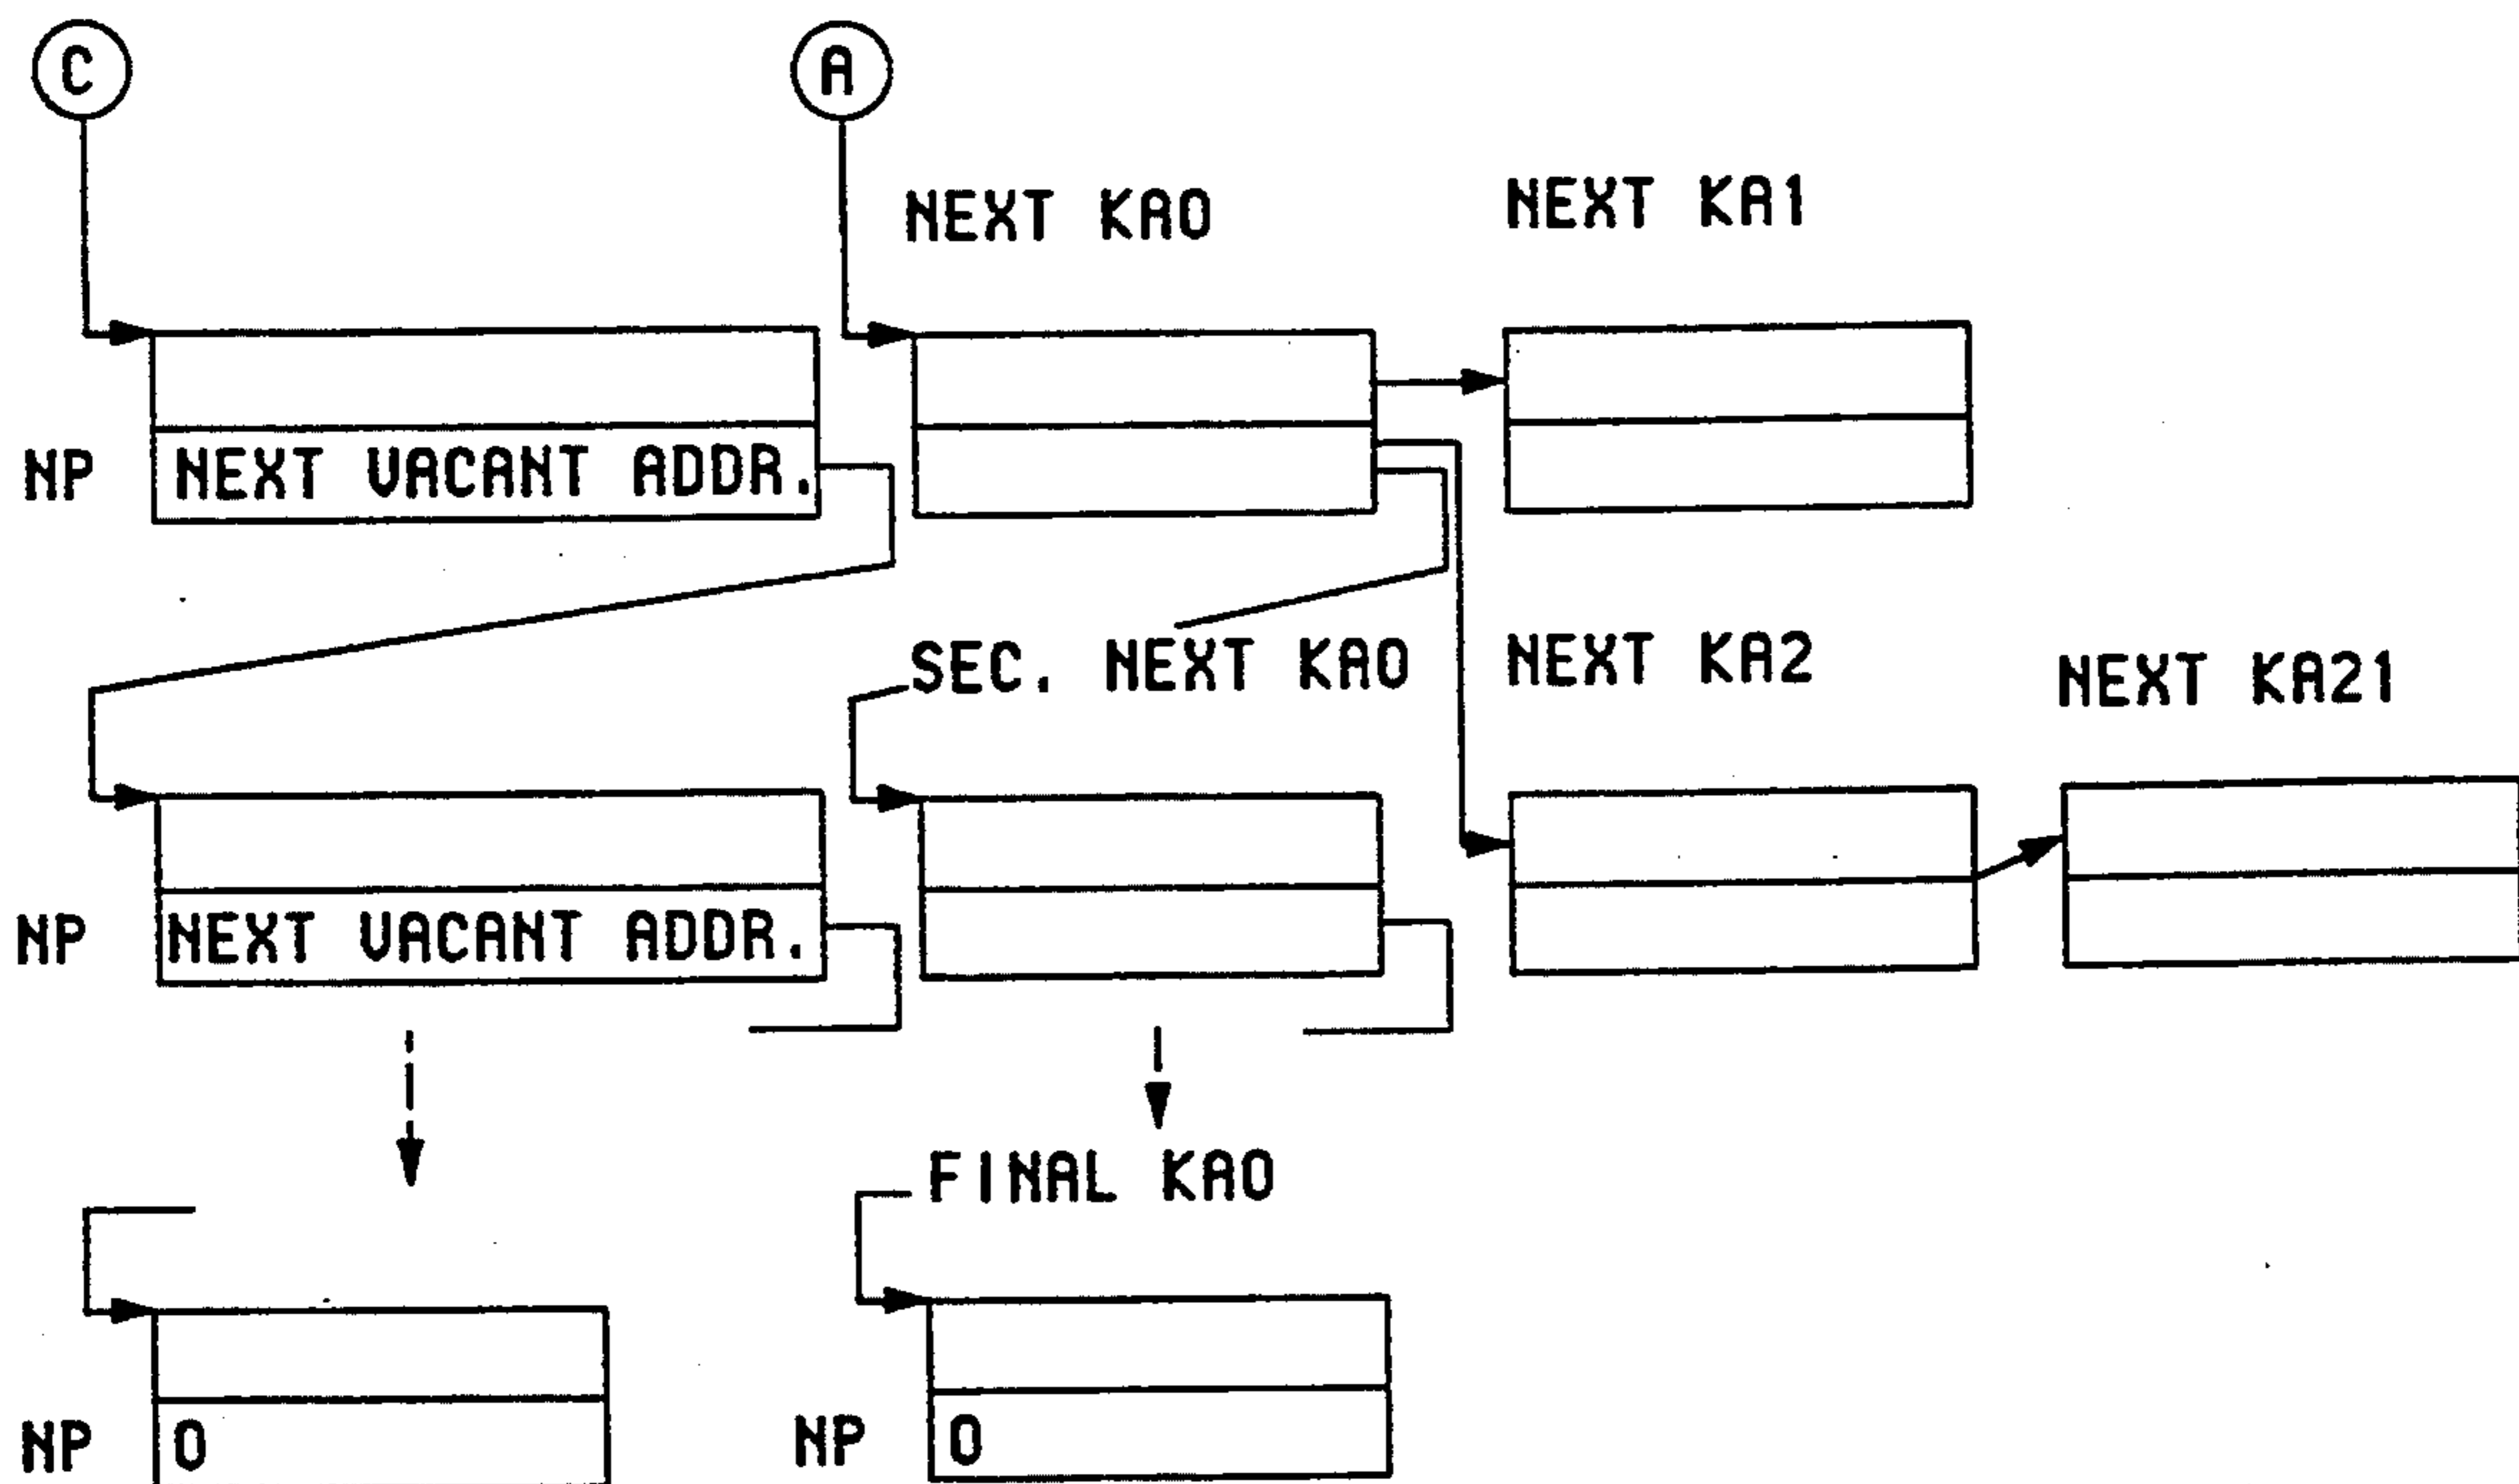 C
A
NEXT KA0
NEXT KA1
NP
NEXT VACANT ADDR.
SEC. NEXT KA0
NEXT KA2
NEXT KA21
NP
NEXT VACANT ADDR.
FINAL KA0
NP
0
NP
0